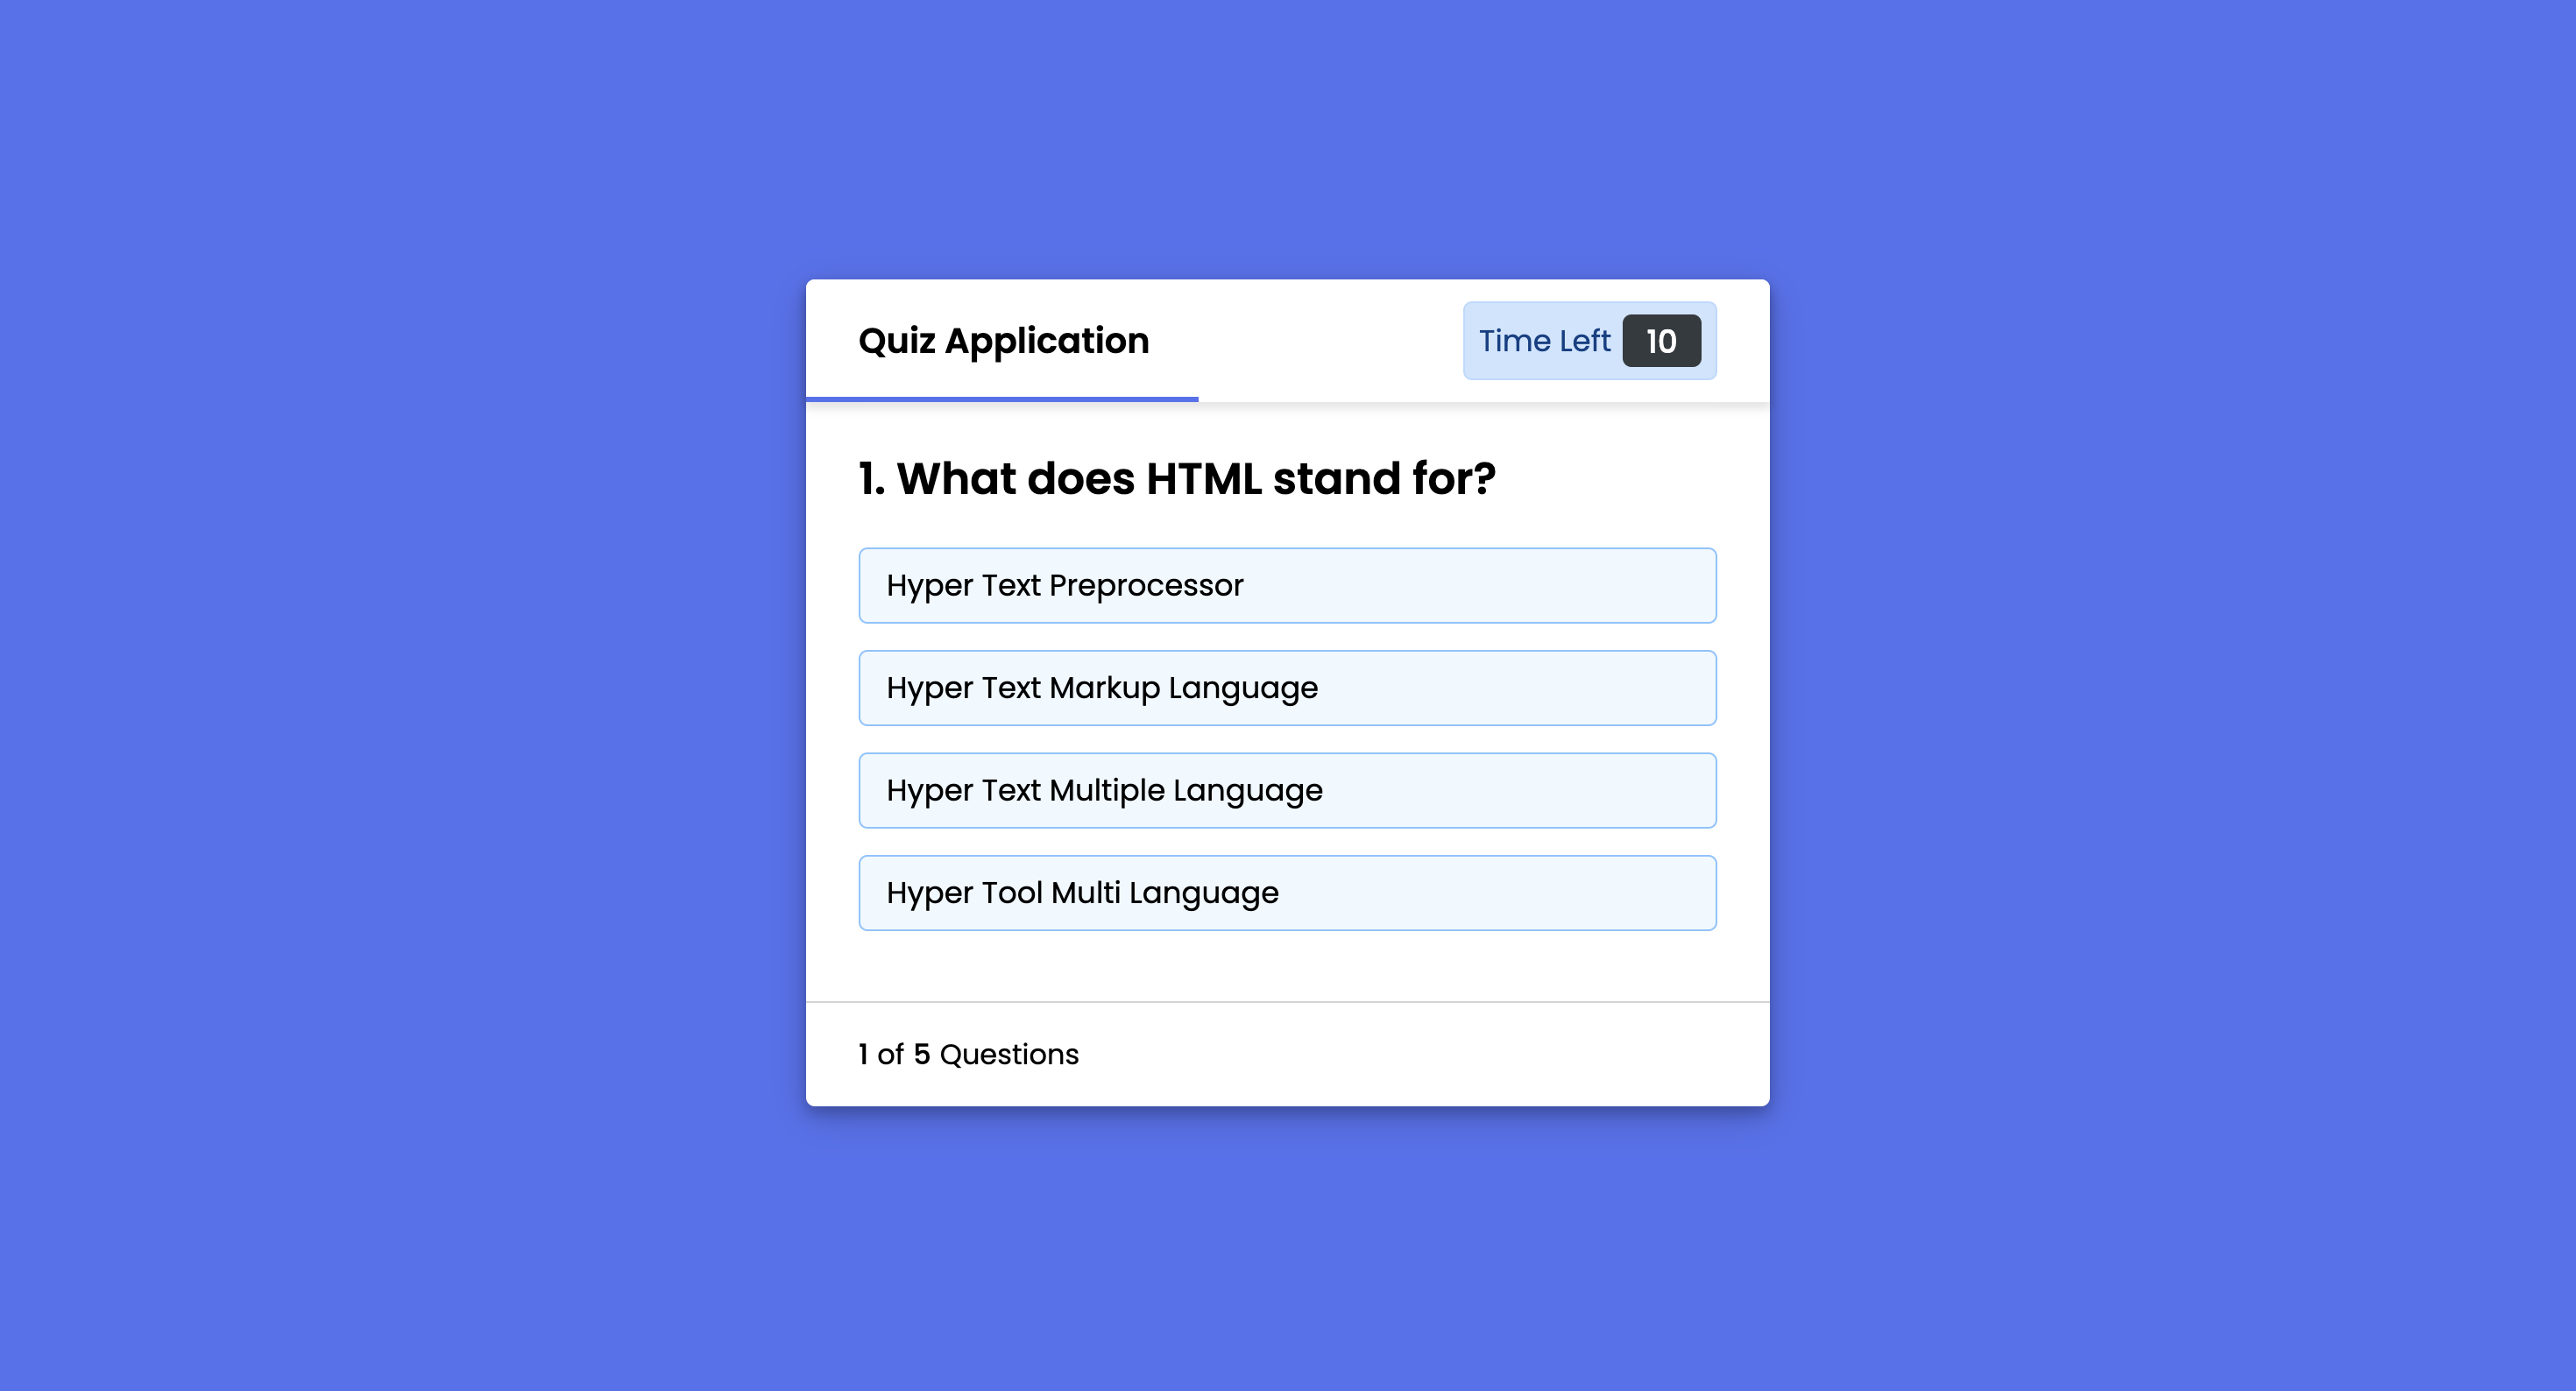 Quiz Application
Time Left 10
1. What does HTML stand for?
Hyper Text Preprocessor
Hyper Text Markup Language
Hyper Text Multiple Language
Hyper Tool Multi Language
1 of 5 Questions